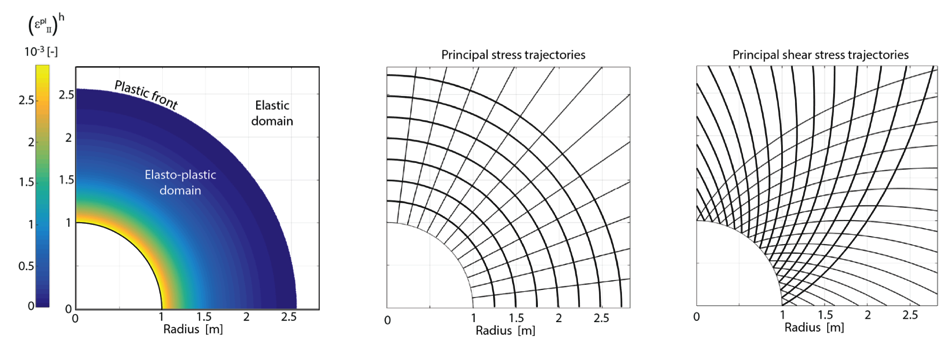 (ε^pl_II)^h
10^-3 [-]
2.5
2
1.5
1
0.5
0
2.5
2
1.5
1
0
Plastic front
Elastic
domain
Elasto-plastic
domain
0 1 1.5 2 2.5
Radius [m]
Principal stress trajectories
0 1 1.5 2 2.5
Radius [m]
Principal shear stress trajectories
0 1 1.5 2 2.5
Radius [m]